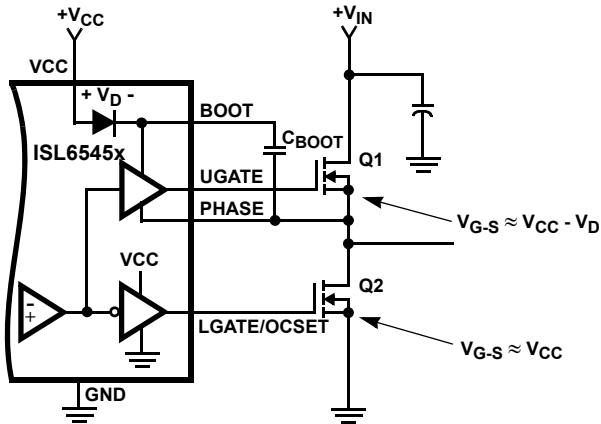 +VCC
+VIN
VCC
+ VD -
BOOT
CBOOT
ISL6545x
Q1
UGATE
PHASE
VG-S ≈ VCC - VD
VCC
Q2
-
+
LGATE/OCSET
VG-S ≈ VCC
GND